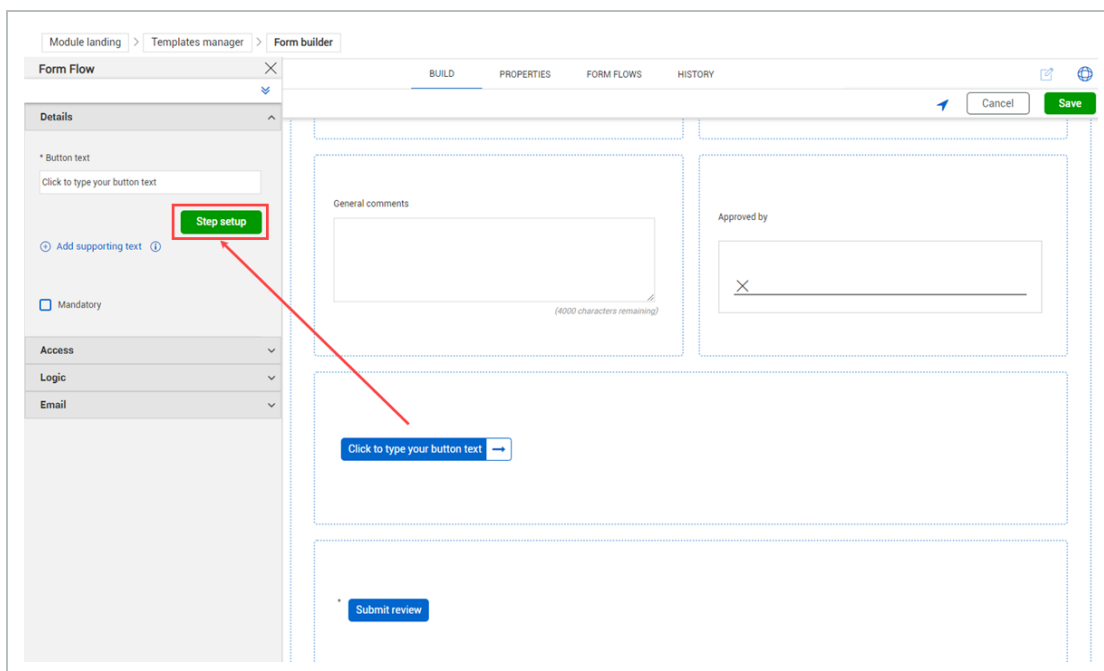 Module landing > Templates manager > Form builder
Form Flow
BUILD PROPERTIES FORM FLOWS HISTORY
Cancel Save
Details
* Button text
Click to type your button text
Step setup
Add supporting text
Mandatory
Access
Logic
Email
General comments
(4000 characters remaining)
Approved by
Click to type your button text
* Submit review